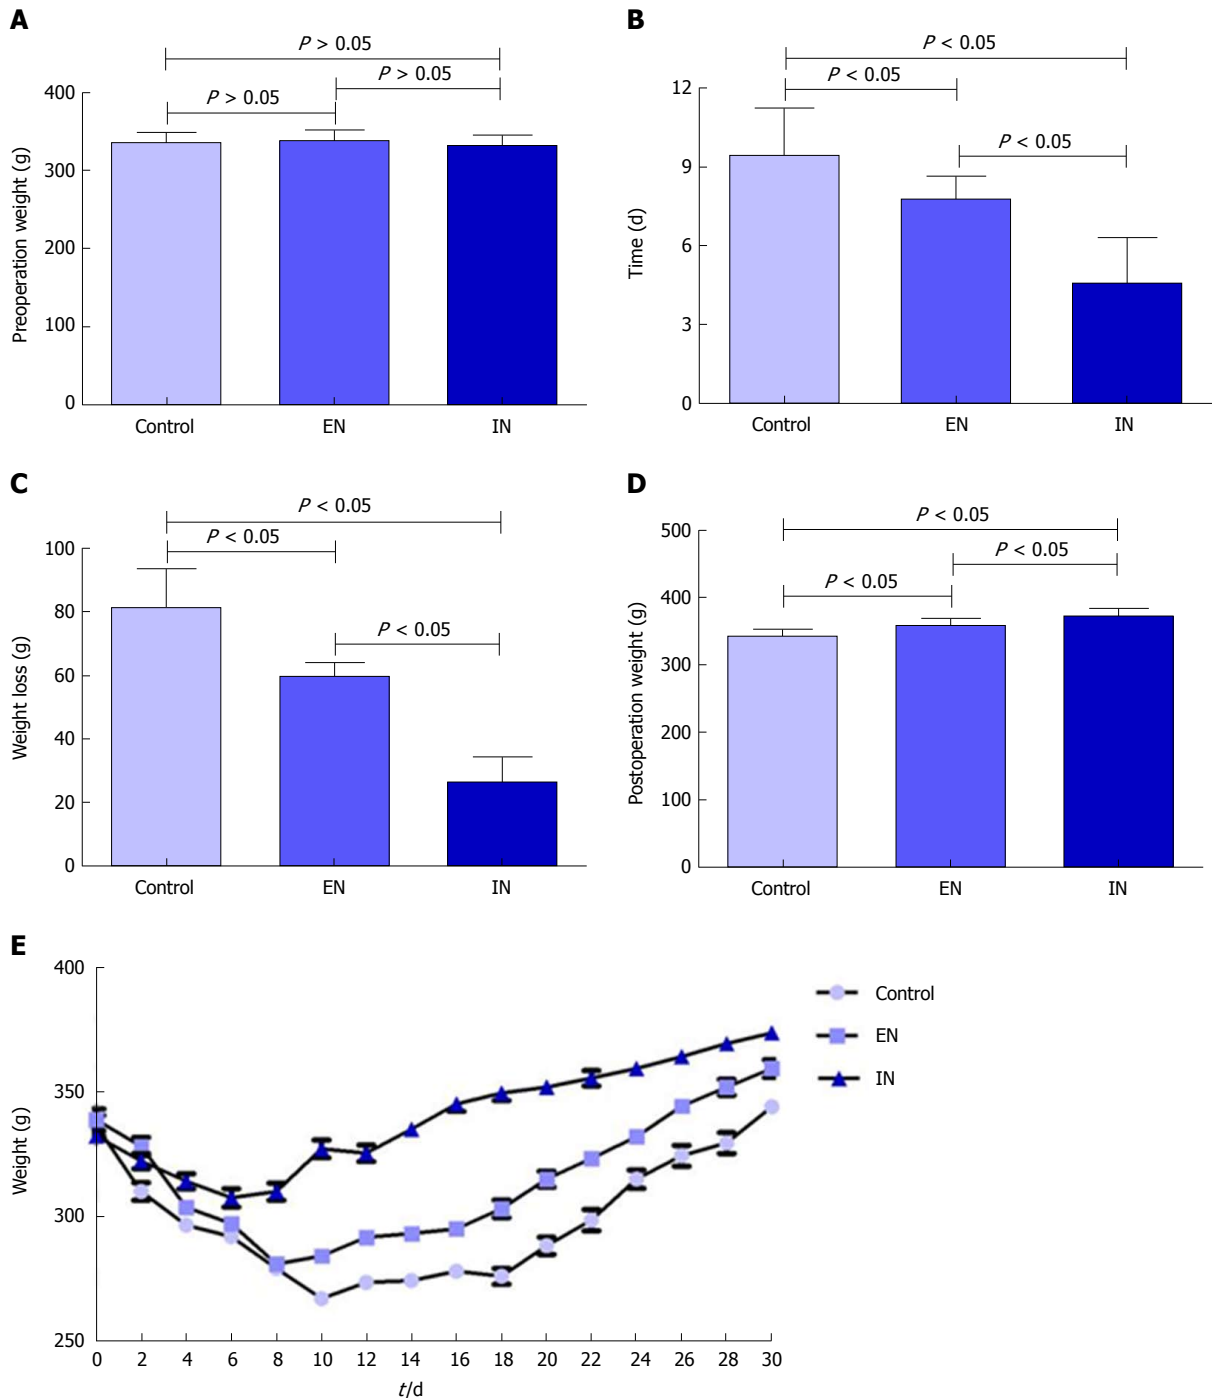 A
P > 0.05
P > 0.05
P > 0.05
400
300
200
100
0
Preoperation weight (g)
Control EN IN
B
P < 0.05
P < 0.05
P < 0.05
12
9
6
3
0
Time (d)
Control EN IN
C
P < 0.05
P < 0.05
P < 0.05
100
80
60
40
20
0
Weight loss (g)
Control EN IN
D
P < 0.05
P < 0.05
P < 0.05
500
400
300
200
100
0
Postoperation weight (g)
Control EN IN
E
400
350
300
250
Weight (g)
0 2 4 6 8 10 12 14 16 18 20 22 24 26 28 30
t/d
Control
EN
IN